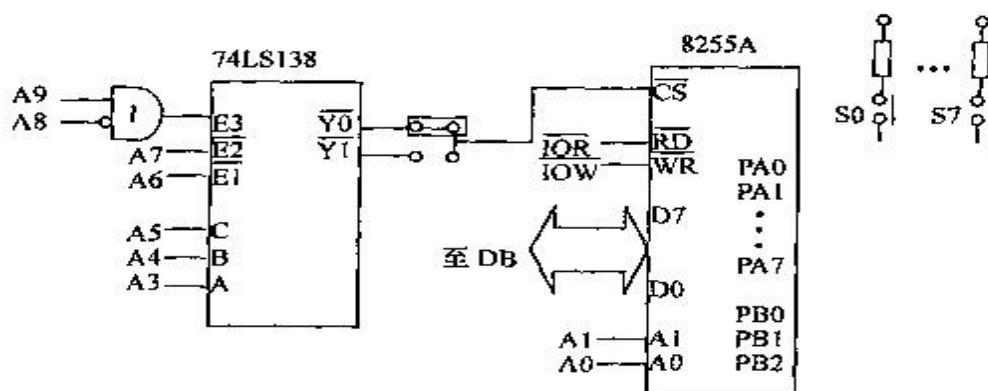 74LS138
8255A
A9
A8
A7
A6
A5
A4
A3
E3
E2
E1
C
B
A
Y0
Y1
CS
IOR
IOW
RD
WR
D7
至 DB
D0
A1
A0
A1
A0
PA0
PA1
PA7
PB0
PB1
PB2
S0
...
S7